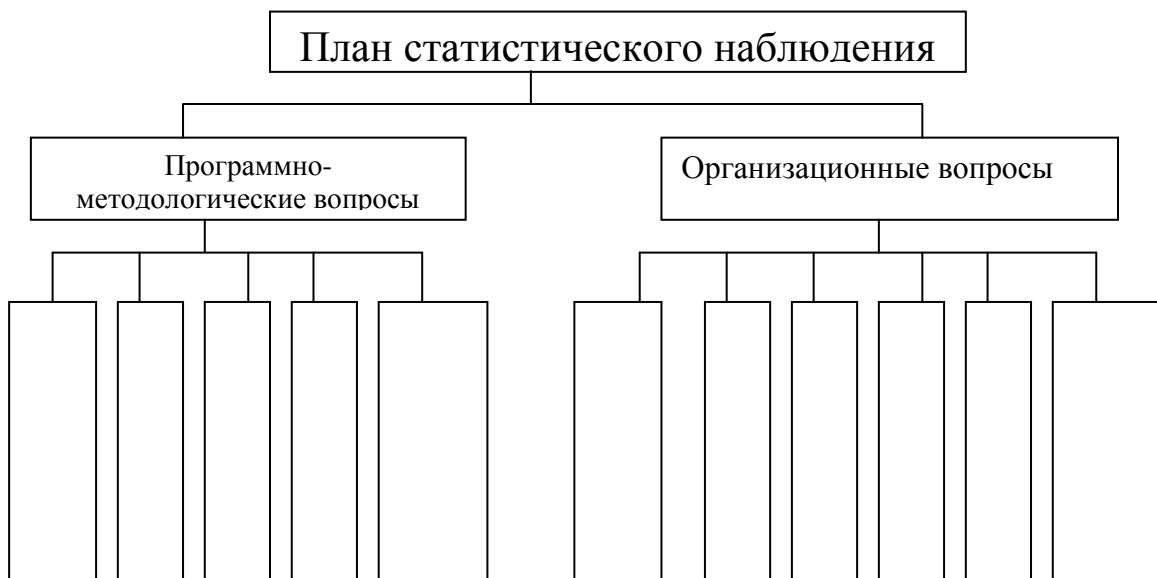 План статистического наблюдения
Программно-
методологические вопросы
Организационные вопросы